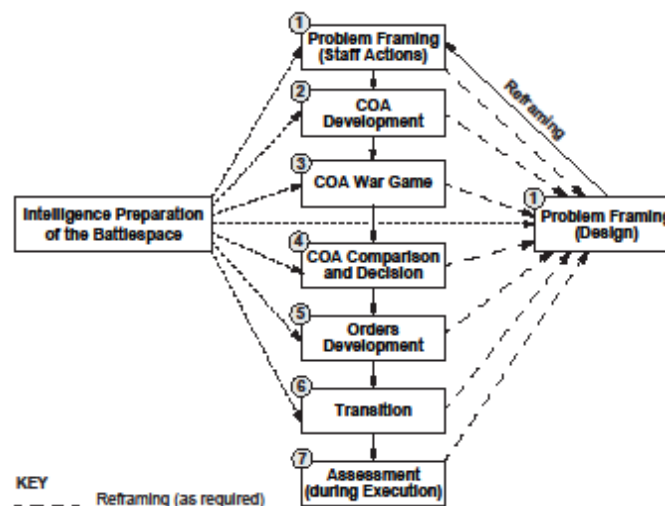 1
Problem Framing
(Staff Actions)
2
COA
Development
Reframing
3
COA War Game
Intelligence Preparation
of the Battlespace
1
Problem Framing
(Design)
4
COA Comparison
and Decision
5
Orders
Development
6
Transition
7
Assessment
(during Execution)
KEY
Reframing (as required)